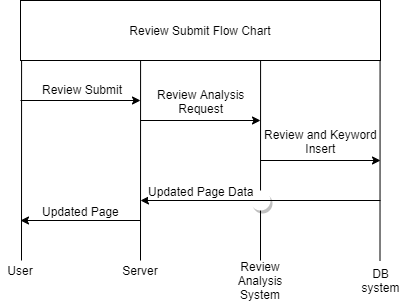 Review Submit Flow Chart
Review Submit
Review Analysis
Request
Review and Keyword
Insert
Updated Page Data
Updated Page
User
Server
Review
Analysis
System
DB
system